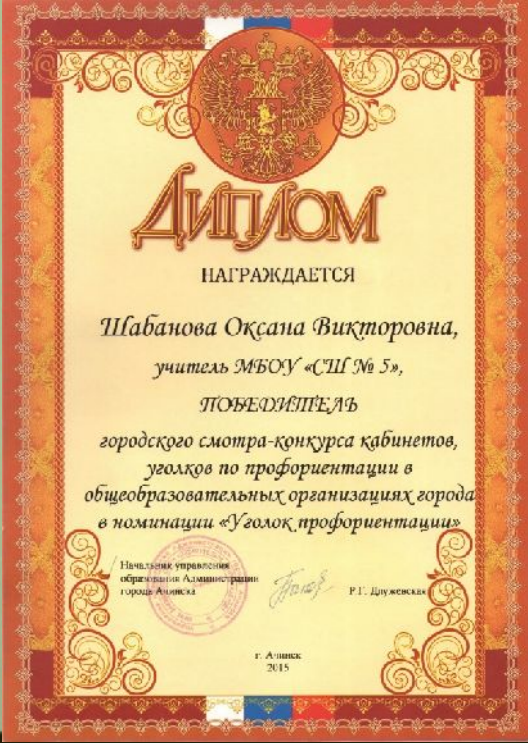 ДИПЛОМ
НАГРАЖДАЕТСЯ
Шабанова Оксана Викторовна,
учитель МБОУ «СШ № 5»,
ПОБЕДИТЕЛЬ
городского смотра-конкурса кабинетов,
уголков по профориентации в
общеобразовательных организациях города
в номинации «Уголок профориентации»
Начальник управления
образования Администрации
города Ачинска
Р.Г. Дружевская
г. Ачинск
2015